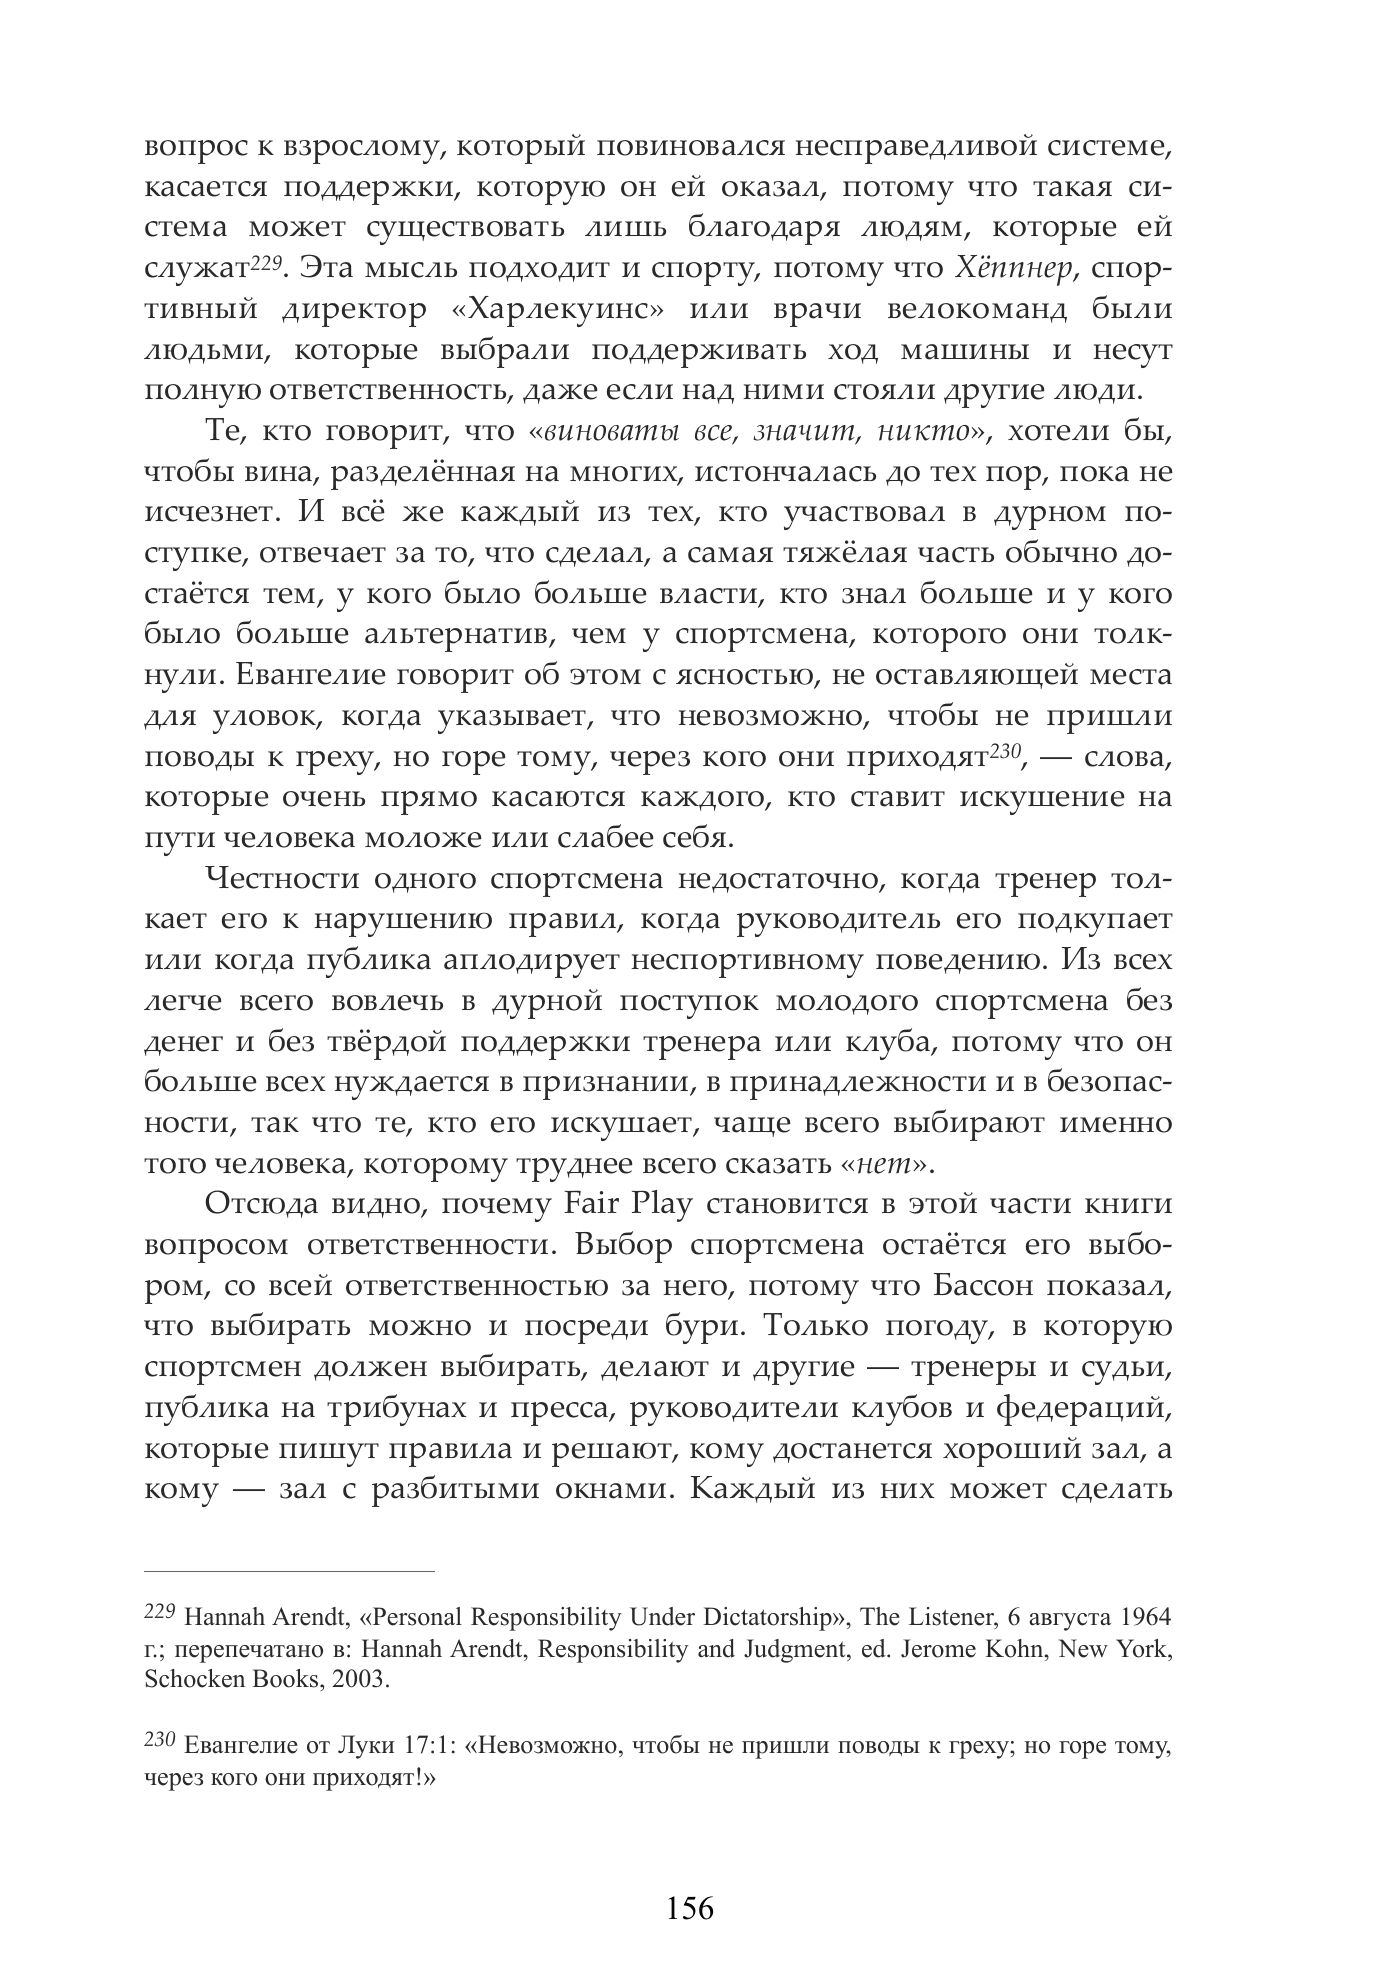 вопрос к взрослому, который повиновался несправедливой системе,
касается поддержки, которую он ей оказал, потому что такая си-
стема может существовать лишь благодаря людям, которые ей
служат229. Эта мысль подходит и спорту, потому что Хёппнер, спор-
тивный директор «Харлекуинс» или врачи велокоманд были
людьми, которые выбрали поддерживать ход машины и несут
полную ответственность, даже если над ними стояли другие люди.
Те, кто говорит, что «виноваты все, значит, никто», хотели бы,
чтобы вина, разделённая на многих, истончалась до тех пор, пока не
исчезнет. И всё же каждый из тех, кто участвовал в дурном по-
ступке, отвечает за то, что сделал, а самая тяжёлая часть обычно до-
стаётся тем, у кого было больше власти, кто знал больше и у кого
было больше альтернатив, чем у спортсмена, которого они толк-
нули. Евангелие говорит об этом с ясностью, не оставляющей места
для уловок, когда указывает, что невозможно, чтобы не пришли
поводы к греху, но горе тому, через кого они приходят230, — слова,
которые очень прямо касаются каждого, кто ставит искушение на
пути человека моложе или слабее себя.
Честности одного спортсмена недостаточно, когда тренер тол-
кает его к нарушению правил, когда руководитель его подкупает
или когда публика аплодирует неспортивному поведению. Из всех
легче всего вовлечь в дурной поступок молодого спортсмена без
денег и без твёрдой поддержки тренера или клуба, потому что он
больше всех нуждается в признании, в принадлежности и в безопас-
ности, так что те, кто его искушает, чаще всего выбирают именно
того человека, которому труднее всего сказать «нет».
Отсюда видно, почему Fair Play становится в этой части книги
вопросом ответственности. Выбор спортсмена остаётся его выбо-
ром, со всей ответственностью за него, потому что Бассон показал,
что выбирать можно и посреди бури. Только погоду, в которую
спортсмен должен выбирать, делают и другие — тренеры и судьи,
публика на трибунах и пресса, руководители клубов и федераций,
которые пишут правила и решают, кому достанется хороший зал, а
кому — зал с разбитыми окнами. Каждый из них может сделать
229 Hannah Arendt, «Personal Responsibility Under Dictatorship», The Listener, 6 августа 1964
г.; перепечатано в: Hannah Arendt, Responsibility and Judgment, ed. Jerome Kohn, New York,
Schocken Books, 2003.
230 Евангелие от Луки 17:1: «Невозможно, чтобы не пришли поводы к греху; но горе тому,
через кого они приходят!»
156